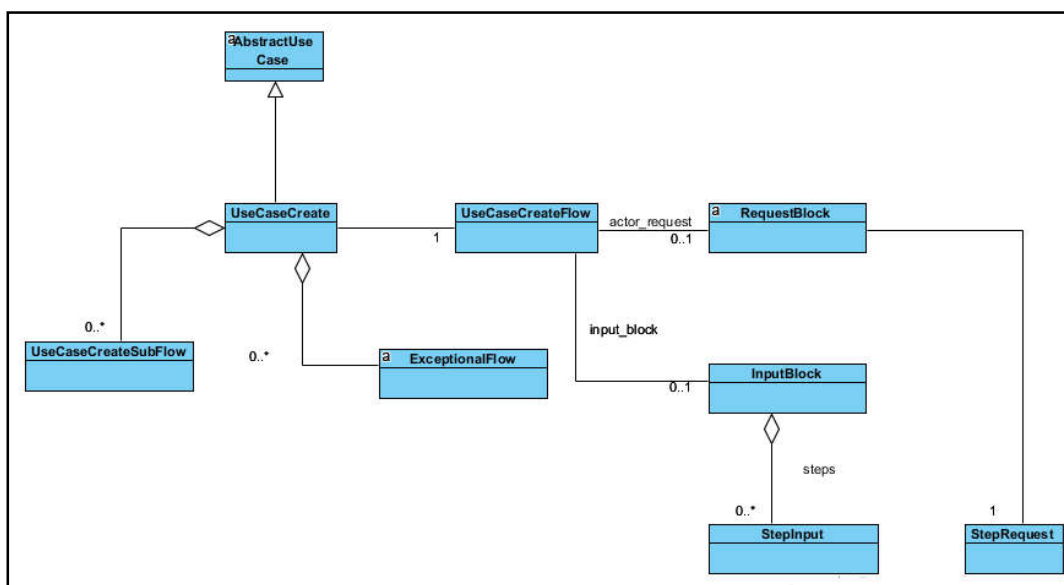 a
AbstractUse
Case
UseCaseCreate
1
UseCaseCreateFlow
actor_request
0..1
a
RequestBlock
input_block
0..*
UseCaseCreateSubFlow
0..*
a
ExceptionalFlow
0..1
InputBlock
steps
0..*
StepInput
1
StepRequest